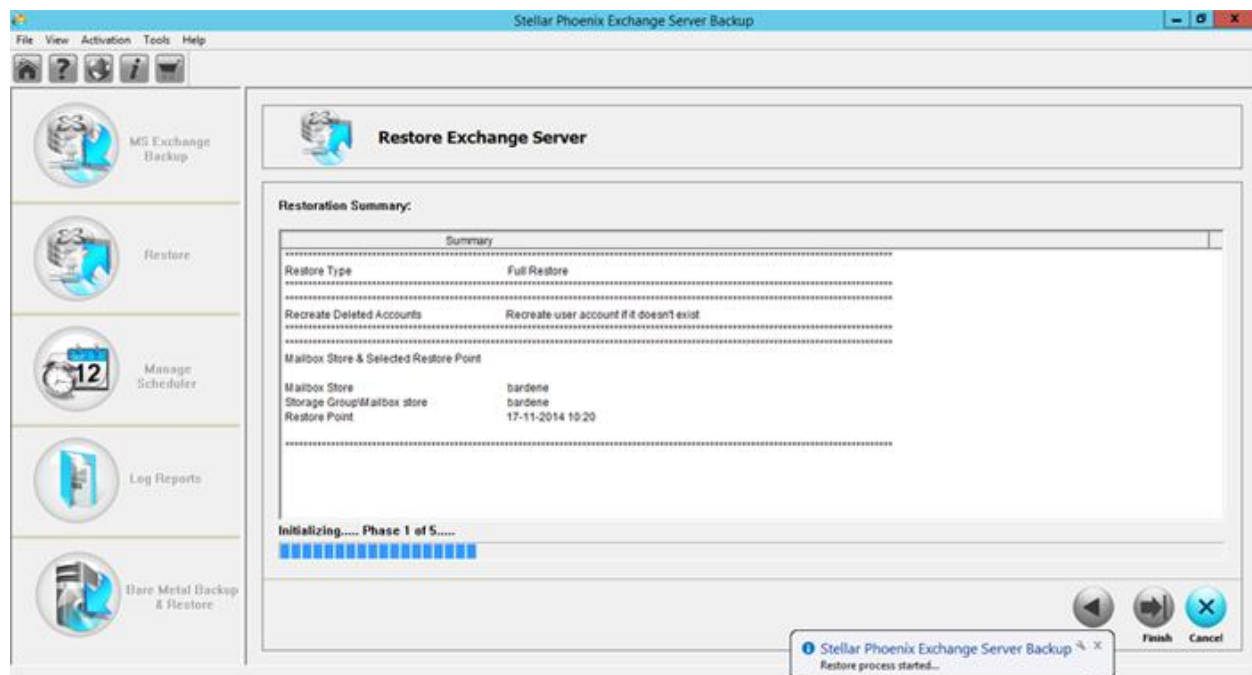 Stellar Phoenix Exchange Server Backup
File View Activation Tools Help
MS Exchange
Backup
Restore
12
Manage
Scheduler
Log Reports
Bare Metal Backup
& Restore
Restore Exchange Server
Restoration Summary:
Summary
Restore Type Full Restore
Recreate Deleted Accounts Recreate user account if it doesn't exist
Mailbox Store & Selected Restore Point
Mailbox Store bardene
Storage Group\Mailbox store bardene
Restore Point 17-11-2014 10:20
Initializing..... Phase 1 of 5.....
Finish Cancel
Stellar Phoenix Exchange Server Backup
Restore process started...